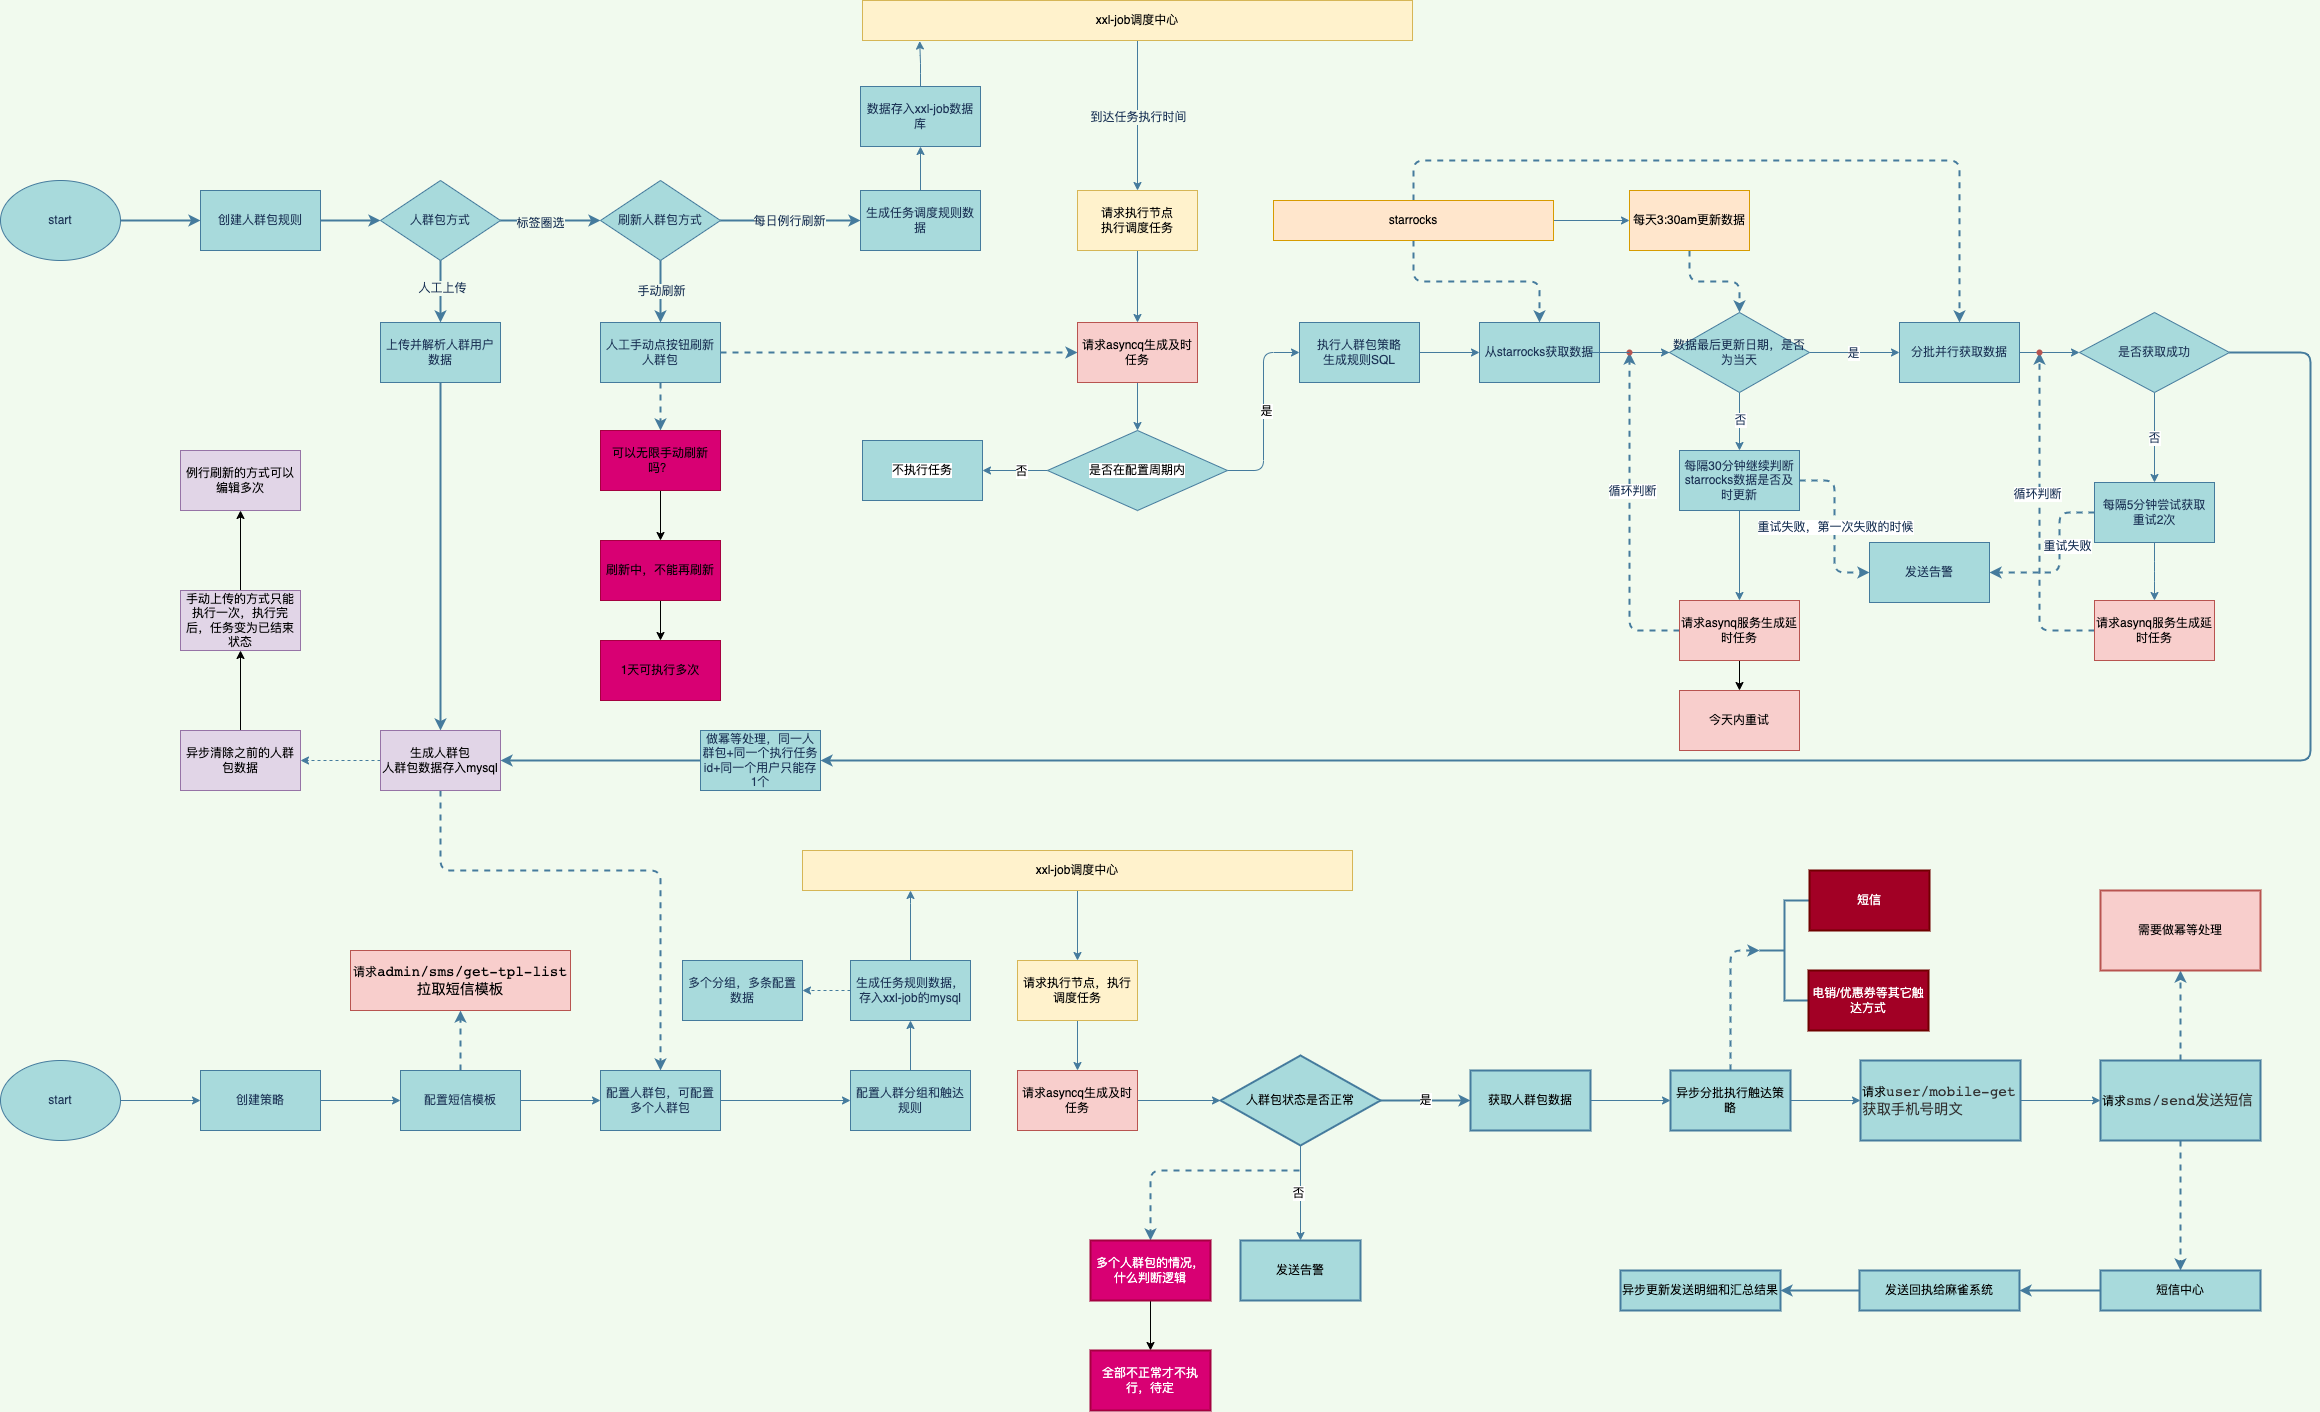 xxl-job调度中心
数据存入xxl-job数据
库
到达任务执行时间
start
创建人群包规则
人群包方式
标签圈选
刷新人群包方式
每日例行刷新
生成任务调度规则数
据
请求执行节点
执行调度任务
starrocks
每天3:30am更新数据
人工上传
手动刷新
上传并解析人群用户
数据
人工手动点按钮刷新
人群包
请求asyncq生成及时
任务
执行人群包策略
生成规则SQL
从starrocks获取数据
数据最后更新日期，是否
为当天
是
分批并行获取数据
是否获取成功
是
否
否
例行刷新的方式可以
编辑多次
可以无限手动刷新
吗?
不执行任务
否
是否在配置周期内
循环判断
每隔30分钟继续判断
starrocks数据是否及
时更新
循环判断
每隔5分钟尝试获取
重试2次
重试失败，第一次失败的时候
重试失败
刷新中，不能再刷新
发送告警
手动上传的方式只能
执行一次，执行完
后，任务变为已结束
状态
请求asynq服务生成延
时任务
请求asynq服务生成延
时任务
1天可执行多次
今天内重试
异步清除之前的人群
包数据
生成人群包
人群包数据存入mysql
做幂等处理，同一人
群包+同一个执行任务
id+同一个用户只能存
1个
xxl-job调度中心
短信
需要做幂等处理
请求admin/sms/get-tpl-list
拉取短信模板
多个分组，多条配置
数据
生成任务规则数据，
存入xxl-job的mysql
请求执行节点，执行
调度任务
电销/优惠券等其它触
达方式
start
创建策略
配置短信模板
配置人群包，可配置
多个人群包
配置人群分组和触达
规则
请求asyncq生成及时
任务
人群包状态是否正常
是
获取人群包数据
异步分批执行触达策
略
请求user/mobile-get
获取手机号明文
请求sms/send发送短信
否
多个人群包的情况，
什么判断逻辑
发送告警
异步更新发送明细和汇总结果
发送回执给麻雀系统
短信中心
全部不正常才不执
行，待定